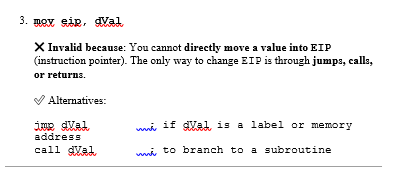 3. mov eip, dVal
❌ Invalid because: You cannot directly move a value into EIP
(instruction pointer). The only way to change EIP is through jumps, calls,
or returns.
✅ Alternatives:
jmp dVal ; if dVal is a label or memory
address
call dVal ; to branch to a subroutine